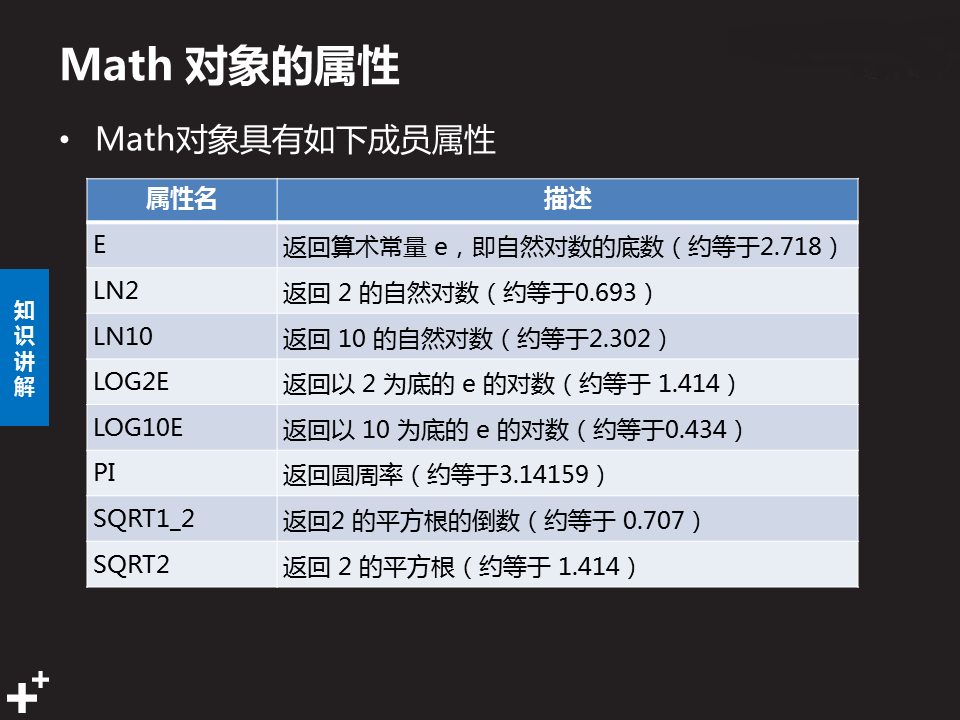 Math 对象的属性
• Math对象具有如下成员属性
属性名 描述
E 返回算术常量 e，即自然对数的底数（约等于2.718）
LN2 返回 2 的自然对数（约等于0.693）
LN10 返回 10 的自然对数（约等于2.302）
LOG2E 返回以 2 为底的 e 的对数（约等于 1.414）
LOG10E 返回以 10 为底的 e 的对数（约等于0.434）
PI 返回圆周率（约等于3.14159）
SQRT1_2 返回2 的平方根的倒数（约等于 0.707）
SQRT2 返回 2 的平方根（约等于 1.414）
知识讲解